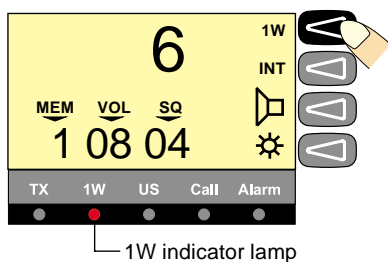 6
1W
INT
MEM VOL SQ
1 08 04
TX 1W US Call Alarm
1W indicator lamp